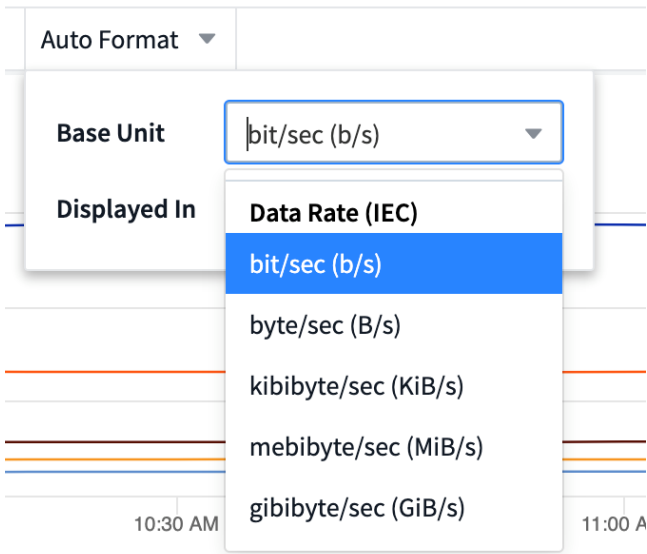 Auto Format
Base Unit
bit/sec (b/s)
Displayed In
Data Rate (IEC)
bit/sec (b/s)
byte/sec (B/s)
kibibyte/sec (KiB/s)
mebibyte/sec (MiB/s)
gibibyte/sec (GiB/s)
10:30 AM
11:00 A